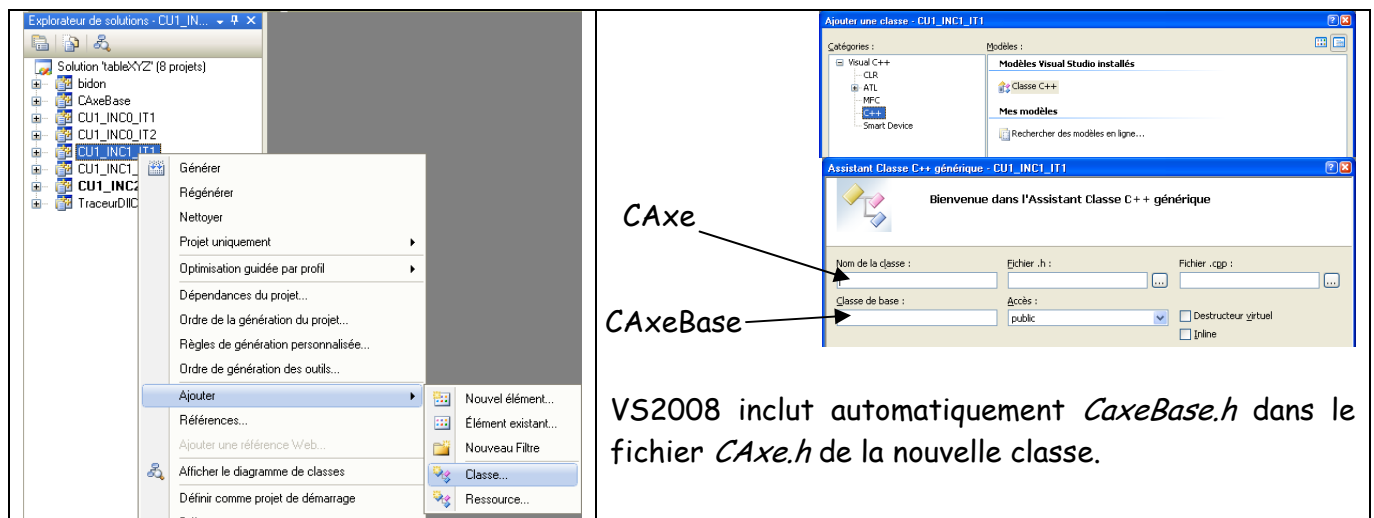 Explorateur de solutions - CU1_IN...
Solution 'tableXYZ' (8 projets)
bidon
CAxeBase
CU1_INC0_IT1
CU1_INC0_IT2
CU1_INC1_IT1
CU1_INC1_
CU1_INC2
TraceurDllC
Générer
Régénérer
Nettoyer
Projet uniquement
Optimisation guidée par profil
Dépendances du projet...
Ordre de la génération du projet...
Règles de génération personnalisée...
Ordre de génération des outils...
Ajouter
Références...
Ajouter une référence Web...
Afficher le diagramme de classes
Définir comme projet de démarrage
Nouvel élément...
Élément existant...
Nouveau Filtre
Classe...
Ressource...
Ajouter une classe - CU1_INC1_IT1
Catégories :
Modèles :
Visual C++
CLR
ATL
MFC
C++
Smart Device
Modèles Visual Studio installés
Classe C++
Mes modèles
Rechercher des modèles en ligne...
Assistant Classe C++ générique - CU1_INC1_IT1
Bienvenue dans l'Assistant Classe C++ générique
CAxe
Nom de la classe :
Fichier .h :
Fichier .cpp :
...
...
CAxeBase
Classe de base :
Accès :
public
Destructeur virtuel
Inline
VS2008 inclut automatiquement CaxeBase.h dans le
fichier CAxe.h de la nouvelle classe.